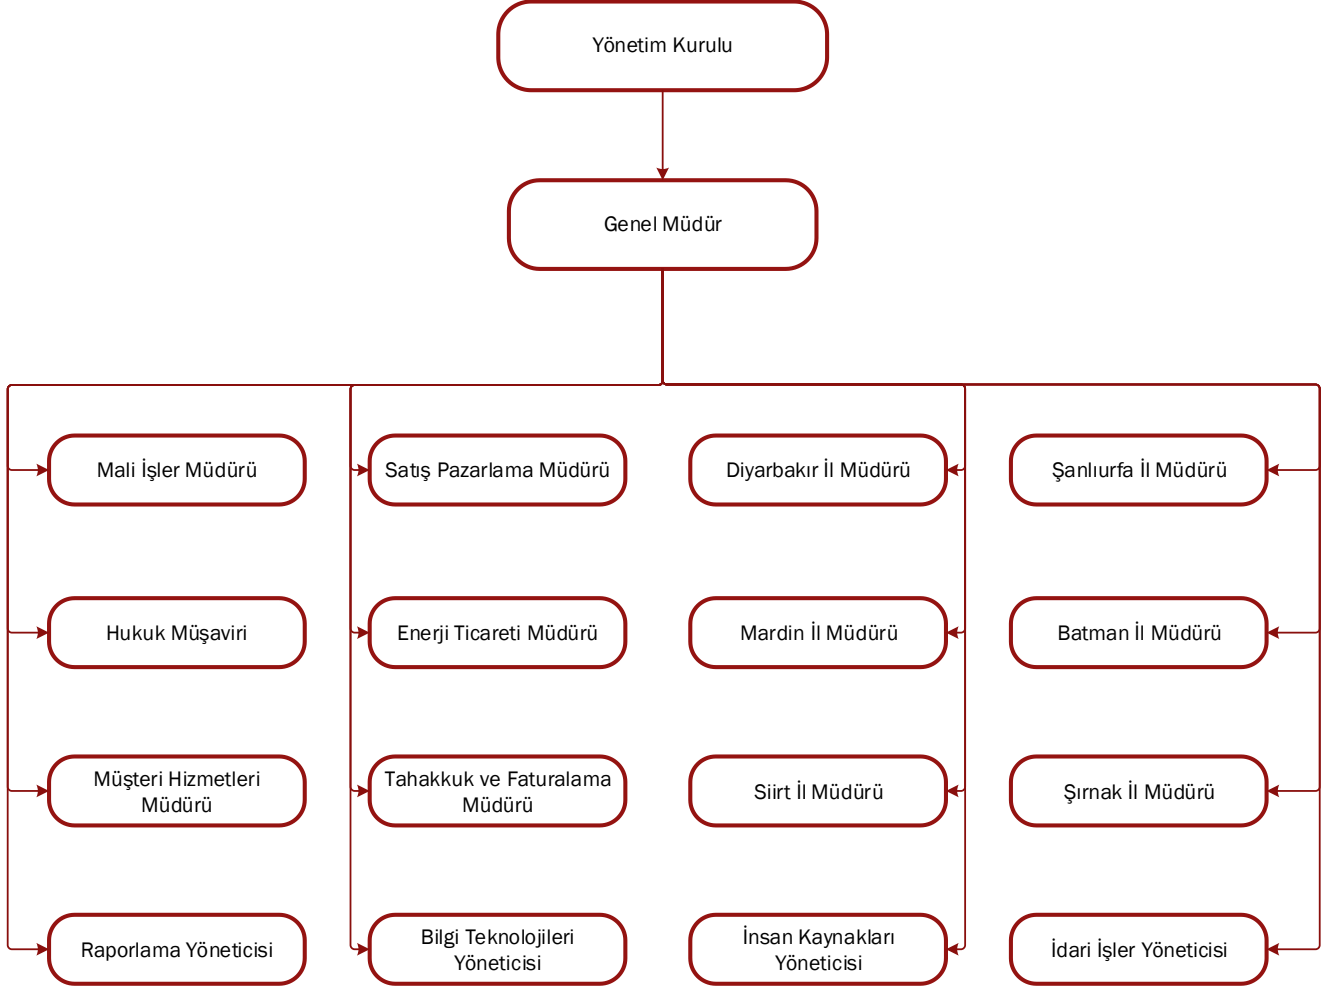 Yönetim Kurulu
Genel Müdür
Mali İşler Müdürü
Satış Pazarlama Müdürü
Diyarbakır İl Müdürü
Şanlıurfa İl Müdürü
Hukuk Müşaviri
Enerji Ticareti Müdürü
Mardin İl Müdürü
Batman İl Müdürü
Müşteri Hizmetleri
Müdürü
Tahakkuk ve Faturalama
Müdürü
Siirt İl Müdürü
Şırnak İl Müdürü
Raporlama Yöneticisi
Bilgi Teknolojileri
Yöneticisi
İnsan Kaynakları
Yöneticisi
İdari İşler Yöneticisi